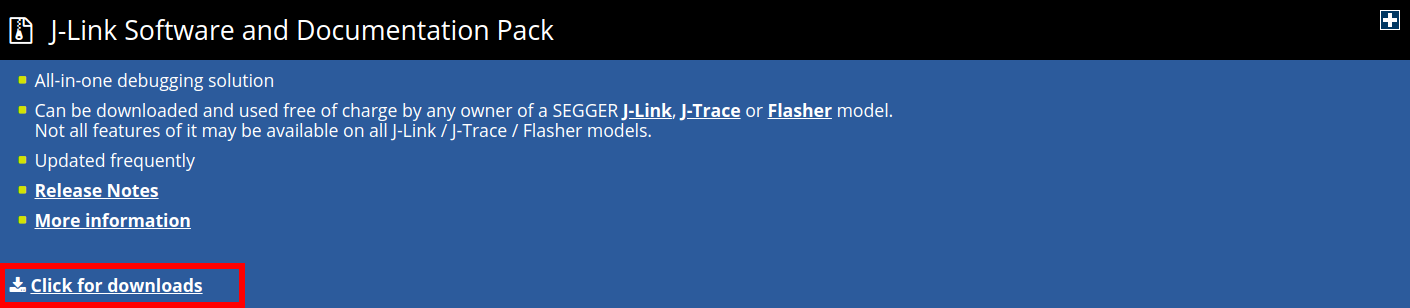 J-Link Software and Documentation Pack
All-in-one debugging solution
Can be downloaded and used free of charge by any owner of a SEGGER J-Link, J-Trace or Flasher model.
Not all features of it may be available on all J-Link / J-Trace / Flasher models.
Updated frequently
Release Notes
More information
Click for downloads